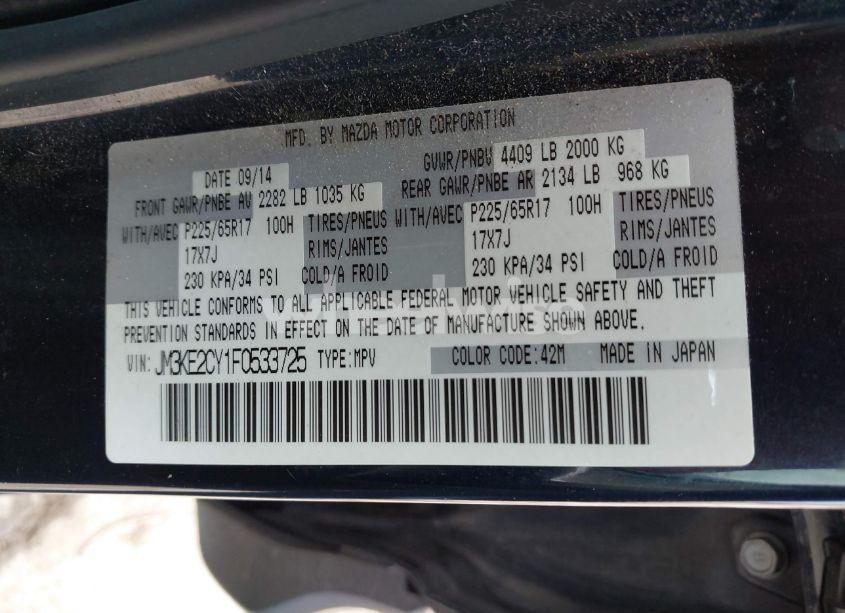 MFD. BY MAZDA MOTOR CORPORATION
DATE 09/14 GVWR/PNBV 4409 LB 2000 KG
FRONT GAWR/PNBE AV 2282 LB 1035 KG REAR GAWR/PNBE AR 2134 LB 968 KG
WITH/AVEC P225/65R17 100H TIRES/PNEUS WITH/AVEC P225/65R17 100H TIRES/PNEUS
17X7J RIMS/JANTES 17X7J RIMS/JANTES
230 KPA/34 PSI COLD/A FROID 230 KPA/34 PSI COLD/A FROID
THIS VEHICLE CONFORMS TO ALL APPLICABLE FEDERAL MOTOR VEHICLE SAFETY AND THEFT
PREVENTION STANDARDS IN EFFECT ON THE DATE OF MANUFACTURE SHOWN ABOVE.
VIN: JM3KE2CY1F0533725 TYPE:MPV COLOR CODE:42M MADE IN JAPAN